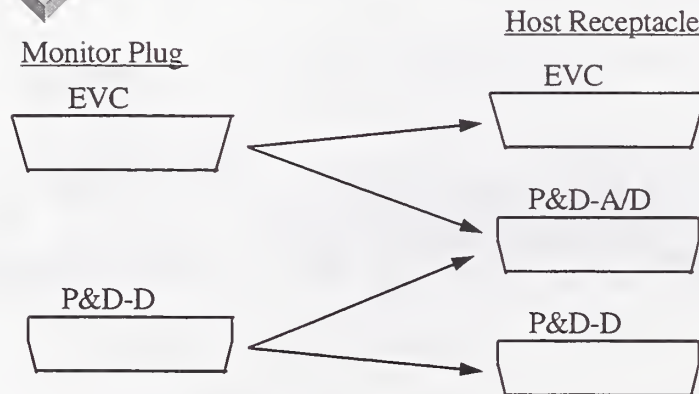 Host Receptacle
Monitor Plug
EVC
EVC
P&D-A/D
P&D-D
P&D-D